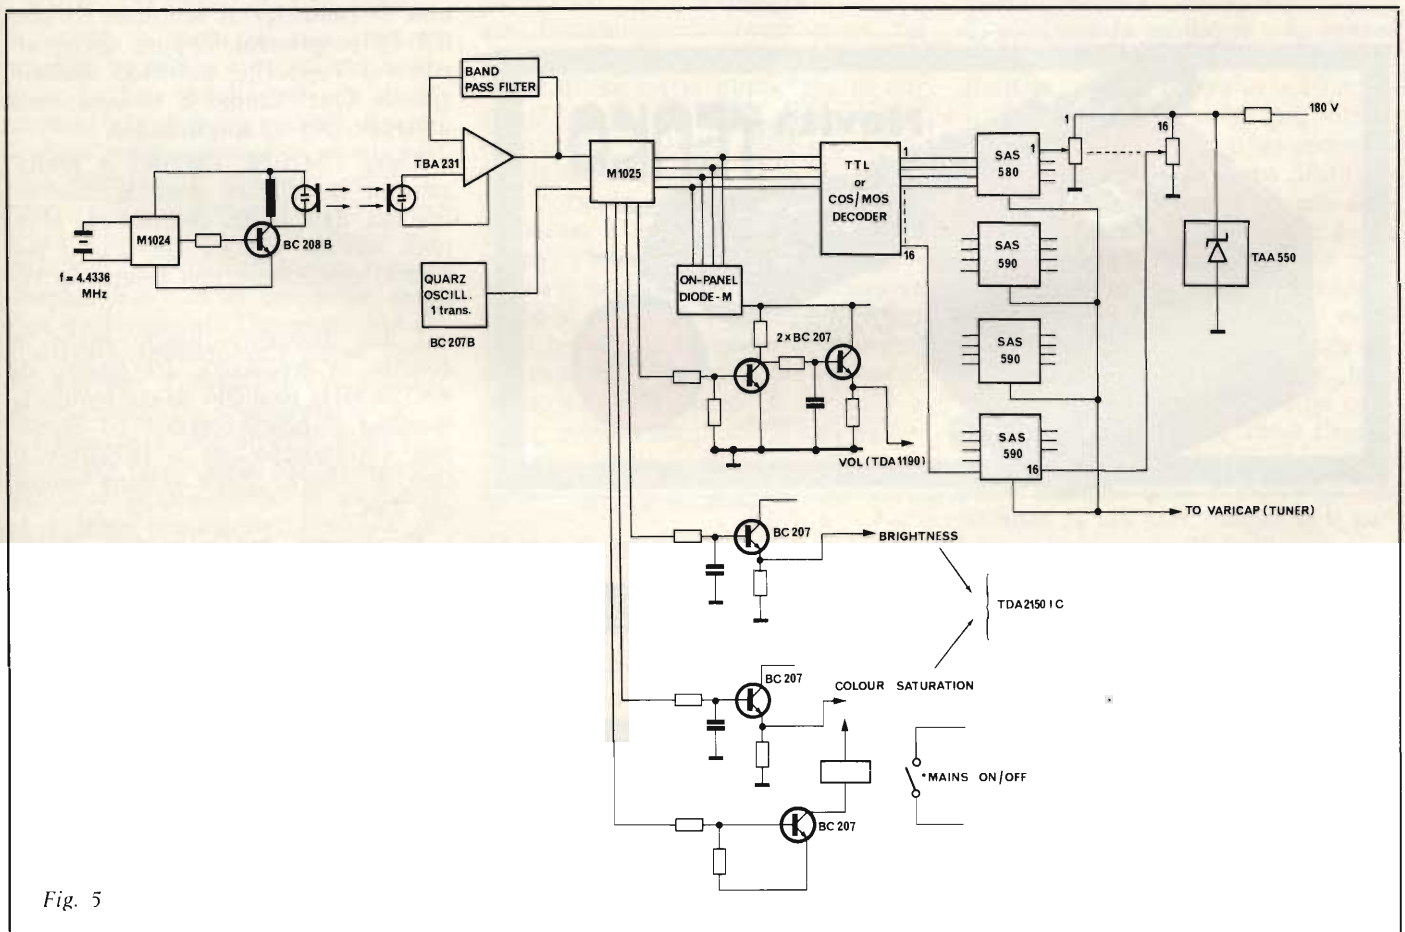 BAND
PASS FILTER
TBA 231
M1024
BC 208 B
f = 4.4336
MHz
QUARZ
OSCILL.
1 trans.
BC 207B
M1025
ON-PANEL
DIODE - M
TTL
or
COS/MOS
DECODER
1
16
SAS
580
1
SAS
590
SAS
590
SAS
590
16
1
16
180 V
TAA 550
2 x BC 207
VOL (TDA 1190)
TO VARICAP (TUNER)
BC 207
BRIGHTNESS
TDA 2150 I C
BC 207
COLOUR SATURATION
MAINS ON/OFF
BC 207
Fig. 5